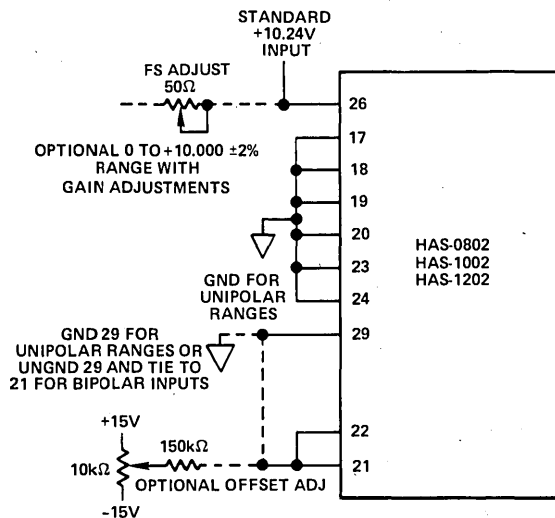 STANDARD
+10.24V
INPUT
FS ADJUST
50Ω
OPTIONAL 0 TO +10.000 ±2%
RANGE WITH
GAIN ADJUSTMENTS
26
17
18
19
20
23
24
29
22
21
HAS-0802
HAS-1002
HAS-1202
GND FOR
UNIPOLAR
RANGES
GND 29 FOR
UNIPOLAR RANGES OR
UNGND 29 AND TIE TO
21 FOR BIPOLAR INPUTS
+15V
150kΩ
10kΩ
OPTIONAL OFFSET ADJ
-15V